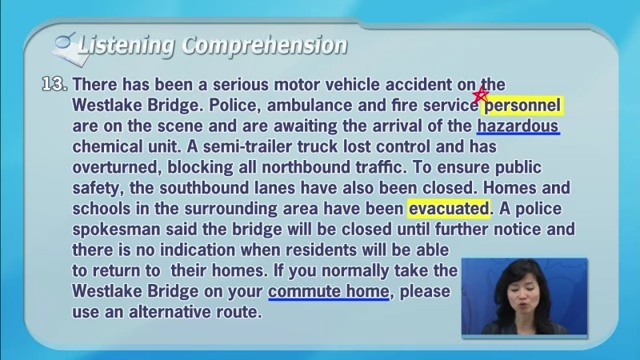 Listening Comprehension
13. There has been a serious motor vehicle accident on the
Westlake Bridge. Police, ambulance and fire service personnel
are on the scene and are awaiting the arrival of the hazardous
chemical unit. A semi-trailer truck lost control and has
overturned, blocking all northbound traffic. To ensure public
safety, the southbound lanes have also been closed. Homes and
schools in the surrounding area have been evacuated. A police
spokesman said the bridge will be closed until further notice and
there is no indication when residents will be able
to return to their homes. If you normally take the
Westlake Bridge on your commute home, please
use an alternative route.